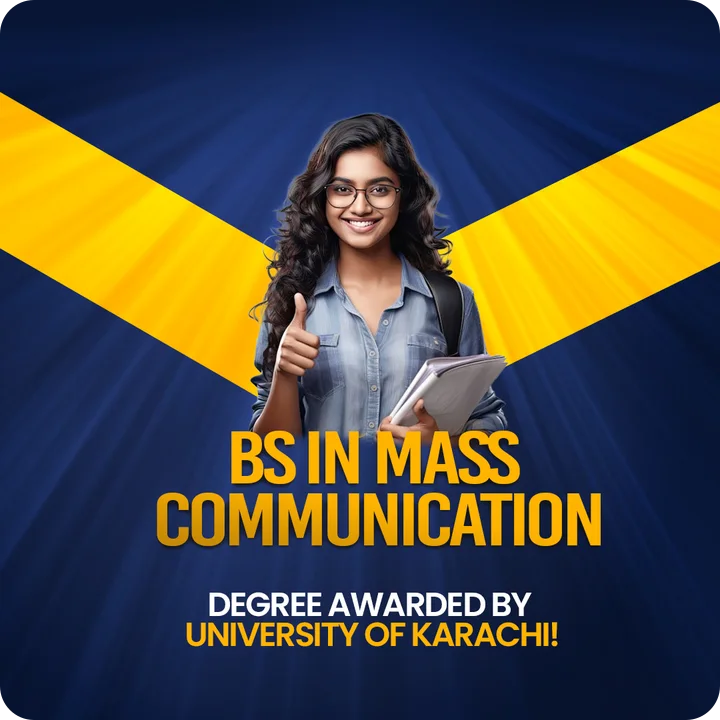 BS IN MASS
COMMUNICATION
DEGREE AWARDED BY
UNIVERSITY OF KARACHI!